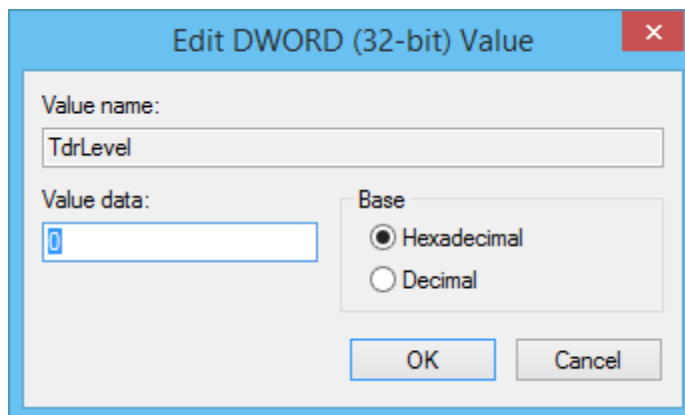 Edit DWORD (32-bit) Value
Value name:
TdrLevel
Value data:
0
Base
Hexadecimal
Decimal
OK
Cancel